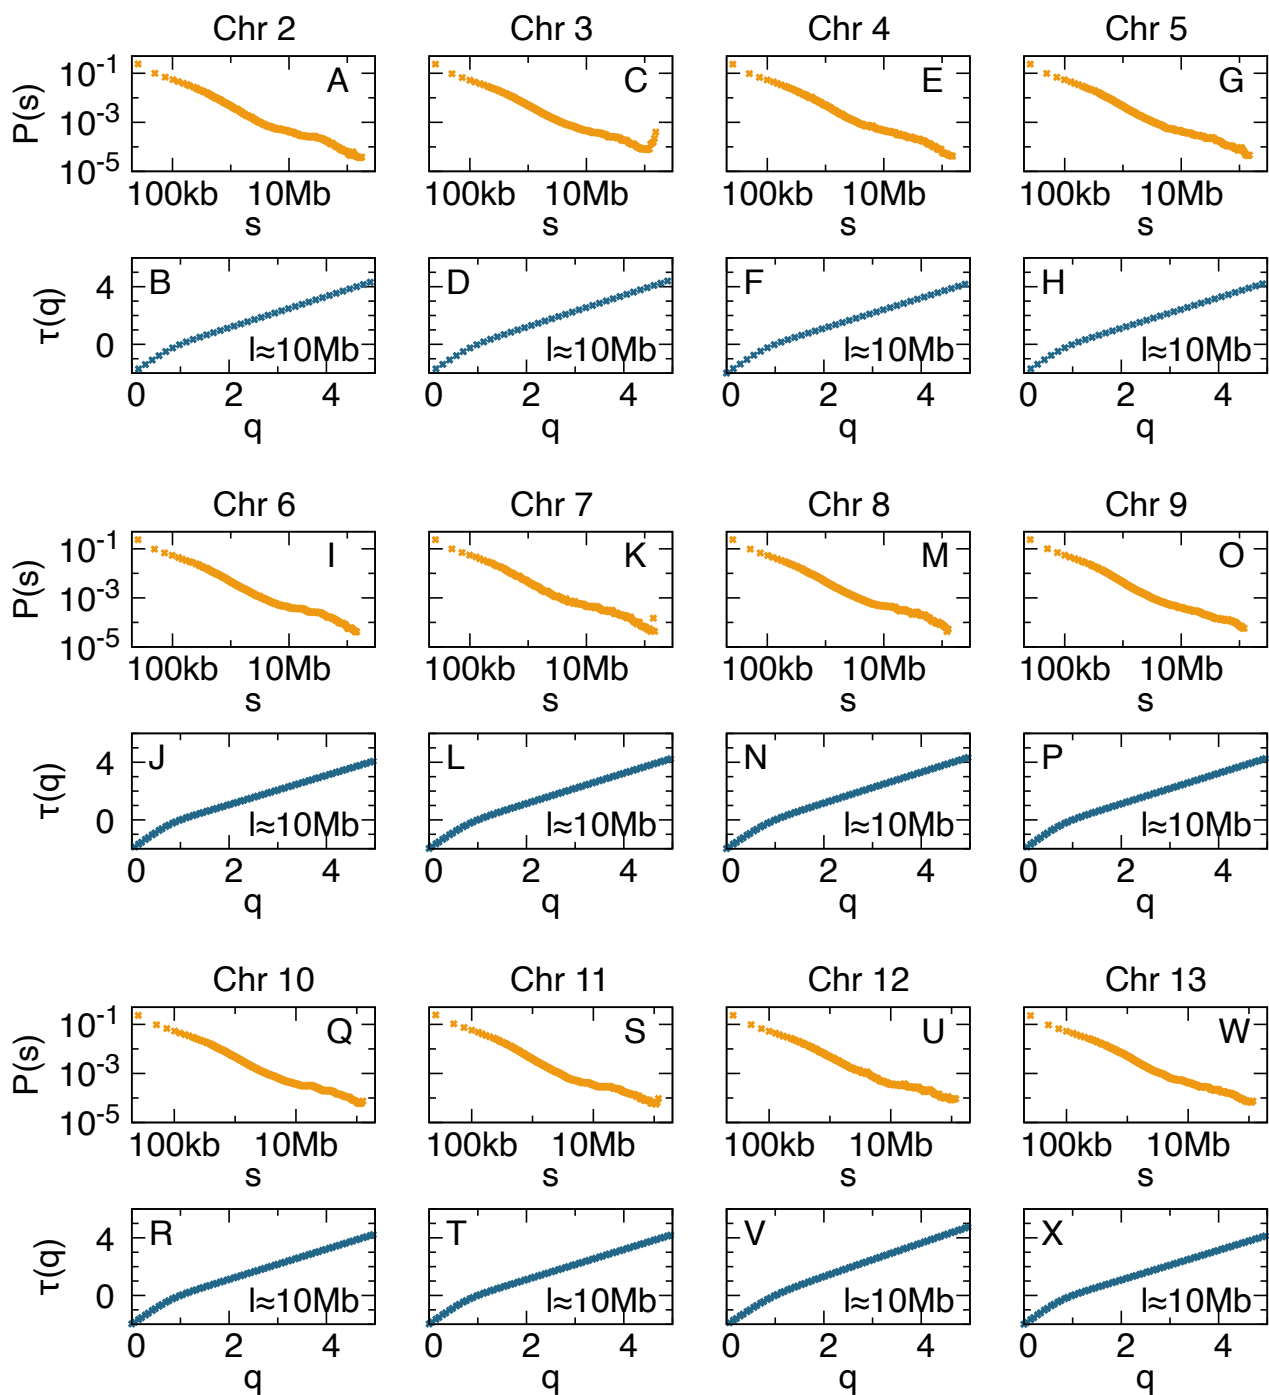 Chr 2 Chr 3 Chr 4 Chr 5
P(s) 10-1 10-3 10-5 A C E G
100kb 10Mb 100kb 10Mb 100kb 10Mb 100kb 10Mb
s s s s
τ(q) 4 0 B l≈10Mb D l≈10Mb F l≈10Mb H l≈10Mb
0 2 4 0 2 4 0 2 4 0 2 4
q q q q
Chr 6 Chr 7 Chr 8 Chr 9
P(s) 10-1 10-3 10-5 I K M O
100kb 10Mb 100kb 10Mb 100kb 10Mb 100kb 10Mb
s s s s
τ(q) 4 0 J l≈10Mb L l≈10Mb N l≈10Mb P l≈10Mb
0 2 4 0 2 4 0 2 4 0 2 4
q q q q
Chr 10 Chr 11 Chr 12 Chr 13
P(s) 10-1 10-3 10-5 Q S U W
100kb 10Mb 100kb 10Mb 100kb 10Mb 100kb 10Mb
s s s s
τ(q) 4 0 R l≈10Mb T l≈10Mb V l≈10Mb X l≈10Mb
0 2 4 0 2 4 0 2 4 0 2 4
q q q q